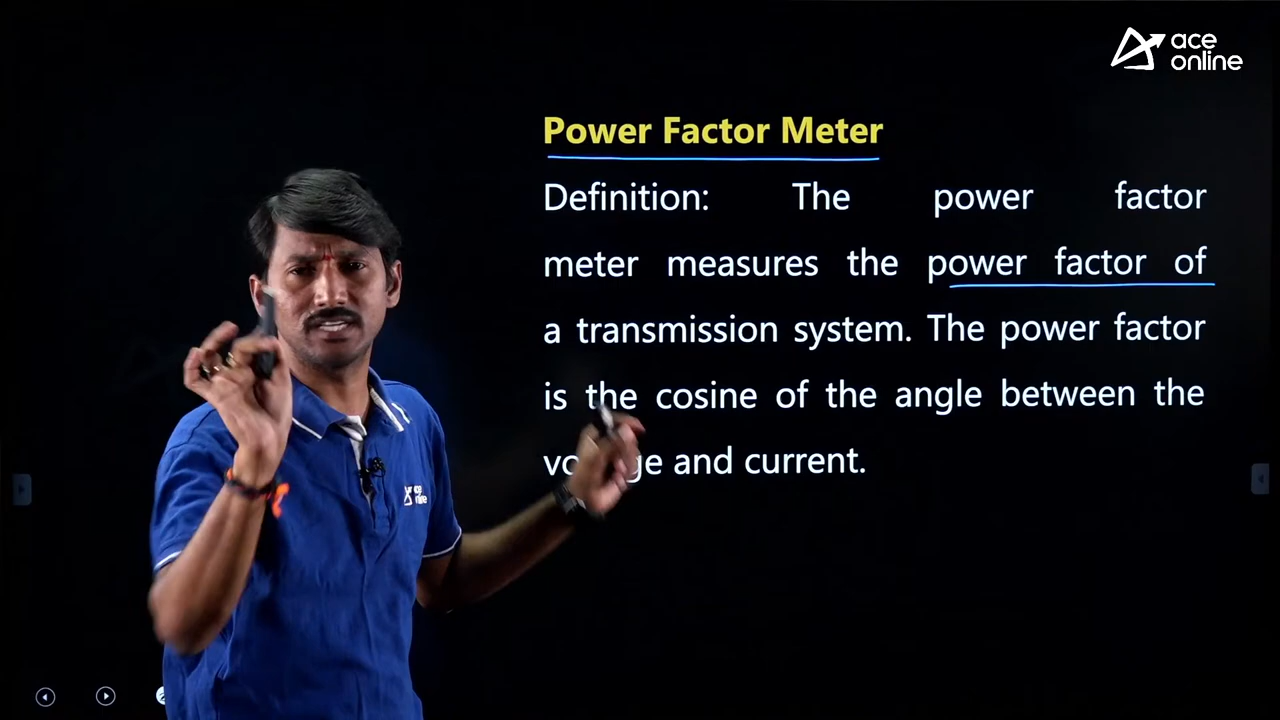 ace
online
Power Factor Meter
Definition: The power factor
meter measures the power factor of
a transmission system. The power factor
is the cosine of the angle between the
and current.